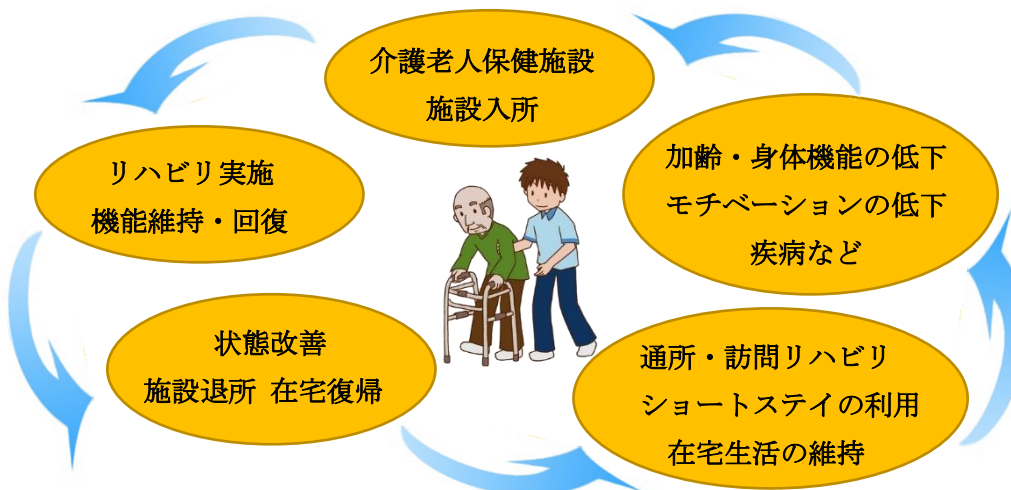 介護老人保健施設
施設入所
リハビリ実施
機能維持・回復
状態改善
施設退所 在宅復帰
通所・訪問リハビリ
ショートステイの利用
在宅生活の維持
加齢・身体機能の低下
モチベーションの低下
疾病など